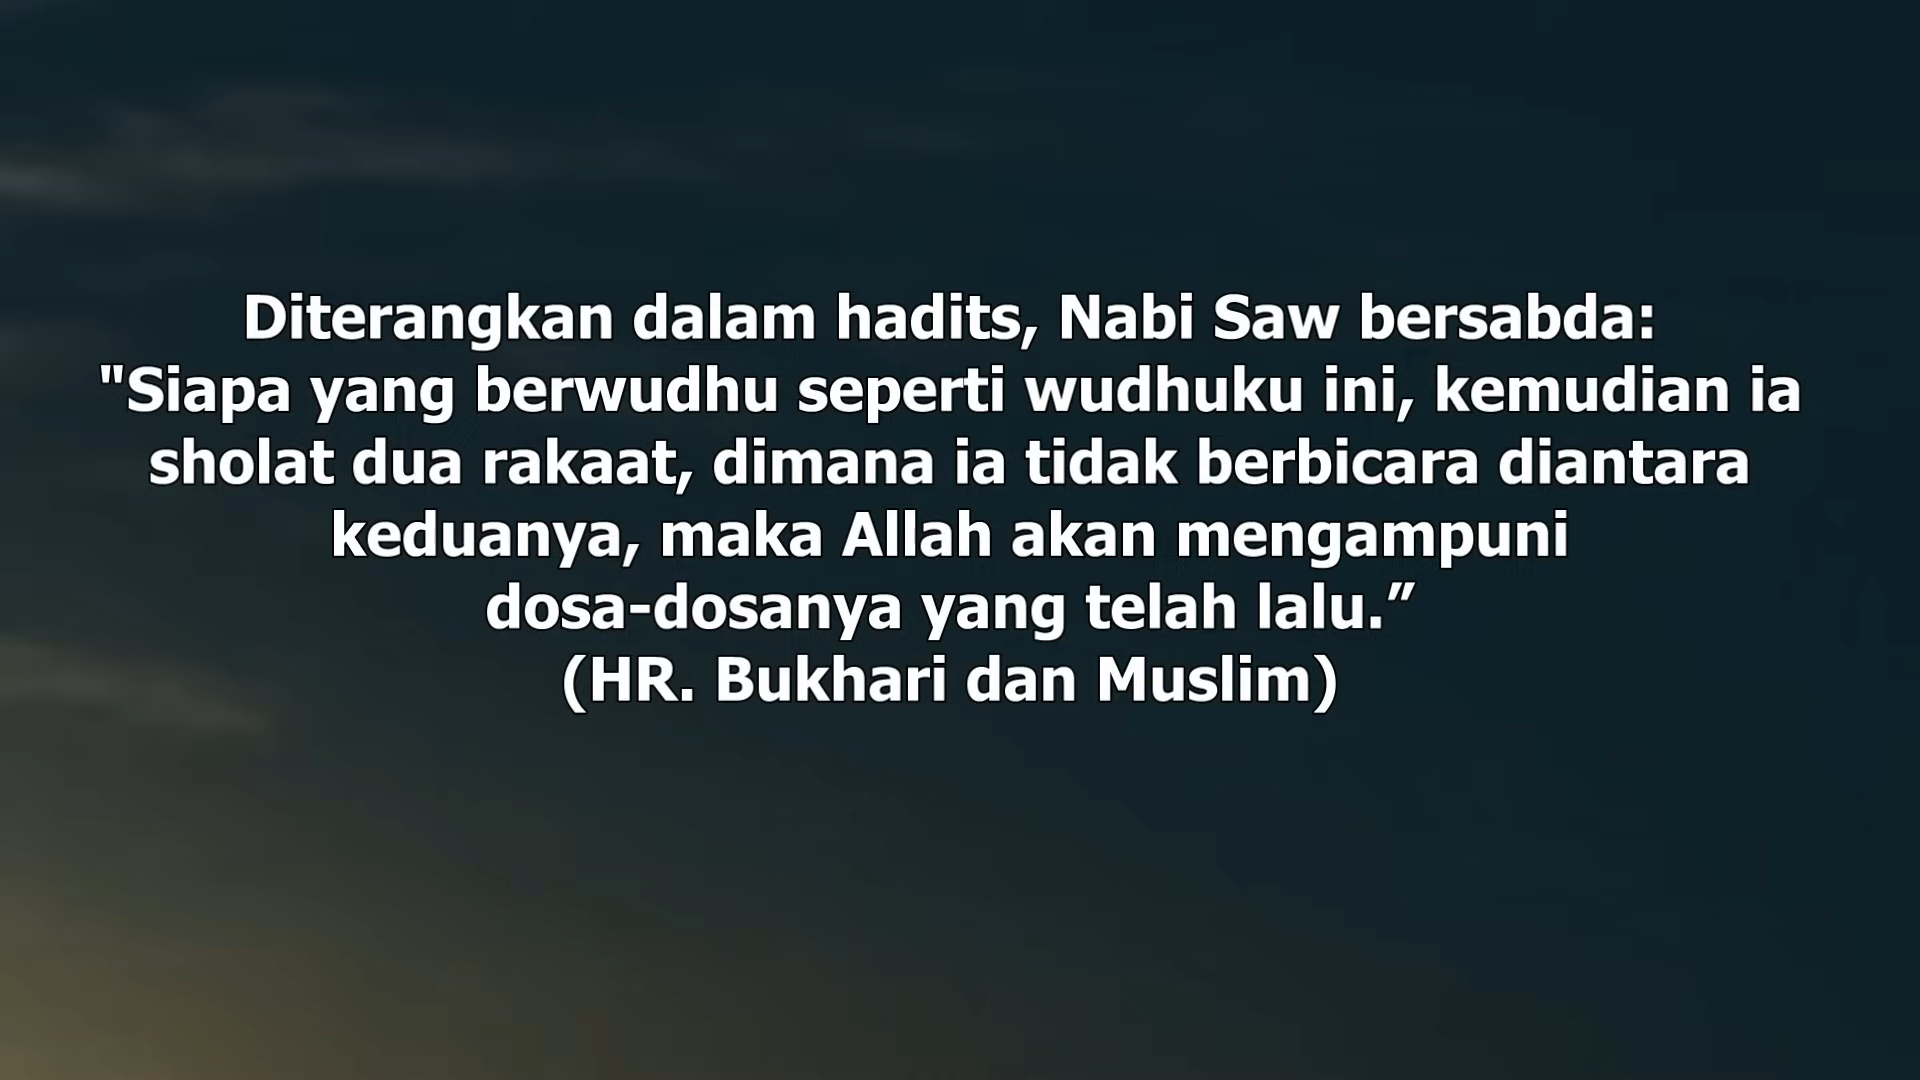 Diterangkan dalam hadits, Nabi Saw bersabda:
"Siapa yang berwudhu seperti wudhuku ini, kemudian ia
sholat dua rakaat, dimana ia tidak berbicara diantara
keduanya, maka Allah akan mengampuni
dosa-dosanya yang telah lalu.”
(HR. Bukhari dan Muslim)